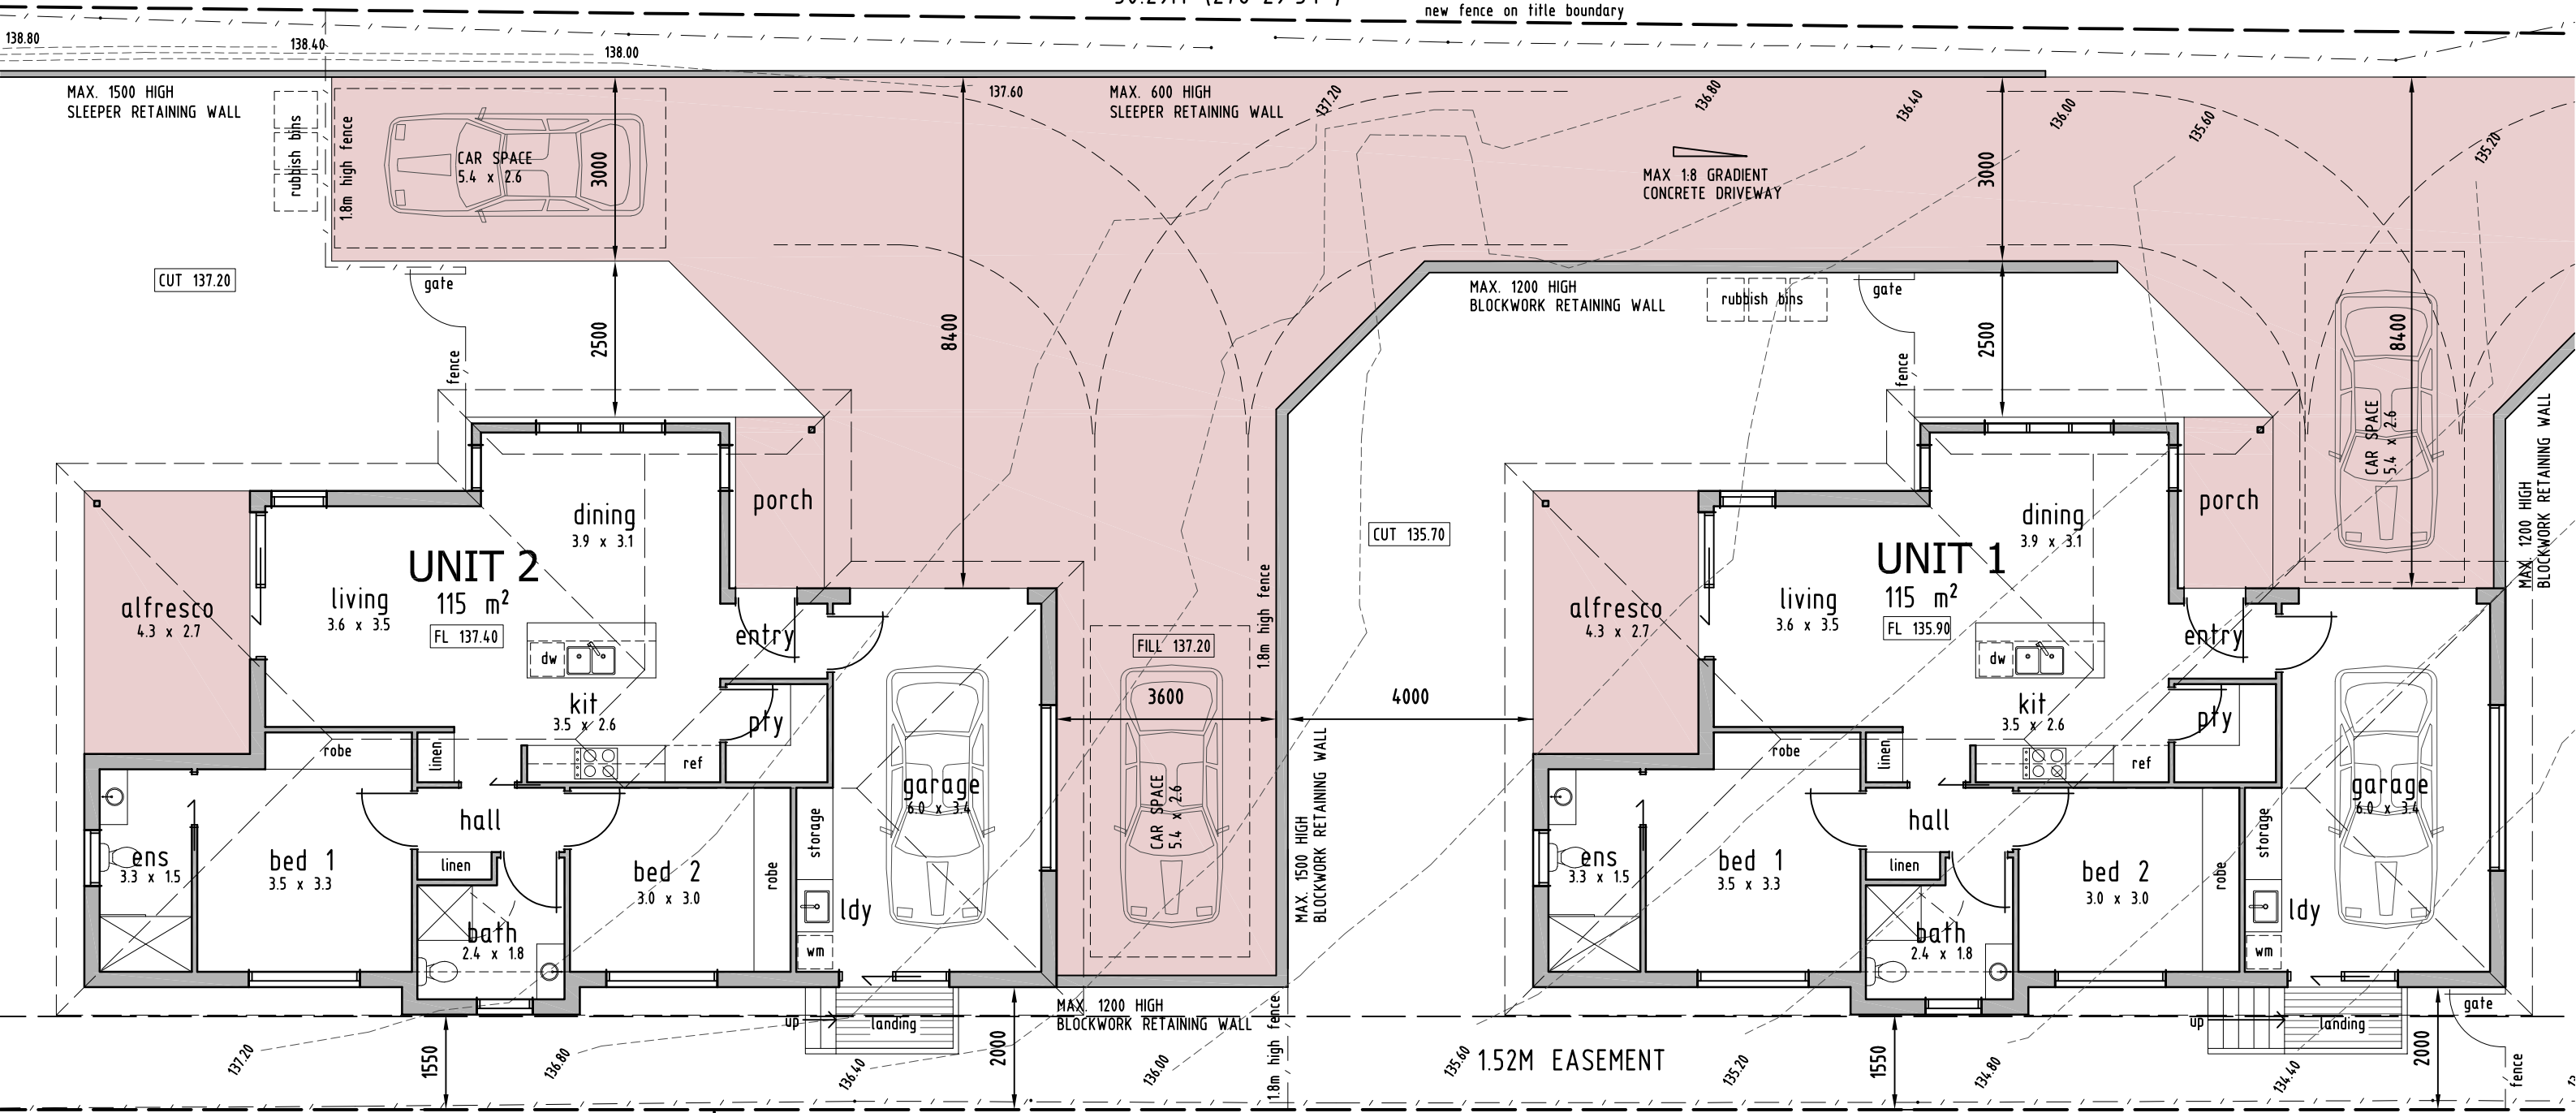 new fence on title boundary
138.80
138.40
138.00
MAX. 1500 HIGH
SLEEPER RETAINING WALL
rubbish bins
1.8m high fence
CAR SPACE
5.4 x 2.6
3000
137.60
MAX. 600 HIGH
SLEEPER RETAINING WALL
137.20
136.80
136.40
136.00
135.60
135.20
MAX 1:8 GRADIENT
CONCRETE DRIVEWAY
3000
CUT 137.20
gate
fence
2500
8400
MAX. 1200 HIGH
BLOCKWORK RETAINING WALL
rubbish bins
gate
fence
2500
8400
CAR SPACE
5.4 x 2.6
MAX. 1200 HIGH
BLOCKWORK RETAINING WALL
porch
dining
3.9 x 3.1
UNIT 2
115 m²
FL 137.40
living
3.6 x 3.5
alfresco
4.3 x 2.7
entry
dw
kit
3.5 x 2.6
pty
ref
robe
linen
garage
6.0 x 3.4
hall
storage
ens
3.3 x 1.5
bed 1
3.5 x 3.3
linen
bed 2
3.0 x 3.0
robe
bath
2.4 x 1.8
ldy
wm
FILL 137.20
3600
CAR SPACE
5.4 x 2.6
1.8m high fence
CUT 135.70
4000
MAX. 1500 HIGH
BLOCKWORK RETAINING WALL
porch
dining
3.9 x 3.1
UNIT 1
115 m²
FL 135.90
living
3.6 x 3.5
alfresco
4.3 x 2.7
entry
dw
kit
3.5 x 2.6
pty
ref
robe
linen
garage
6.0 x 3.4
hall
storage
ens
3.3 x 1.5
bed 1
3.5 x 3.3
linen
bed 2
3.0 x 3.0
robe
bath
2.4 x 1.8
ldy
wm
up
landing
MAX. 1200 HIGH
BLOCKWORK RETAINING WALL
1.8m high fence
137.20
1550
136.80
136.40
2000
136.00
135.60
1.52M EASEMENT
135.20
1550
134.80
up
landing
134.40
2000
gate
fence